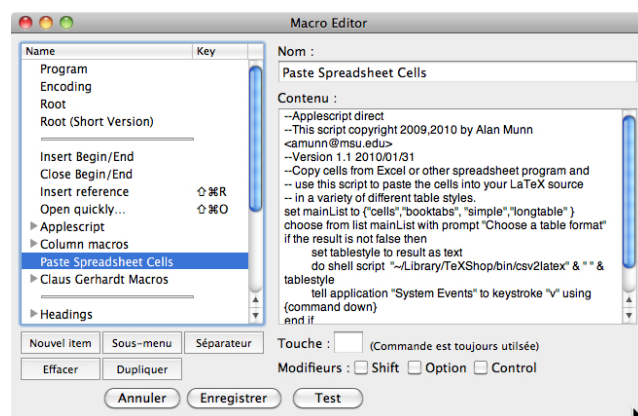 Macro Editor
Name Key
Program
Encoding
Root
Root (Short Version)
Insert Begin/End
Close Begin/End
Insert reference ⇧⌘R
Open quickly... ⇧⌘O
Applescript
Column macros
Paste Spreadsheet Cells
Claus Gerhardt Macros
Headings
Nouvel item Sous-menu Séparateur
Effacer Dupliquer
Nom :
Paste Spreadsheet Cells
Contenu :
--Applescript direct
--This script copyright 2009,2010 by Alan Munn
<amunn@msu.edu>
--Version 1.1 2010/01/31
--Copy cells from Excel or other spreadsheet program and
-- use this script to paste the cells into your LaTeX source
-- in a variety of different table styles.
set mainList to {"cells","booktabs", "simple","longtable" }
choose from list mainList with prompt "Choose a table format"
if the result is not false then
set tablestyle to result as text
do shell script "~/Library/TeXShop/bin/csv2latex" & " " &
tablestyle
tell application "System Events" to keystroke "v" using
{command down}
end if
Touche : (Commande est toujours utilsée)
Modifieurs : Shift Option Control
Annuler Enregistrer Test